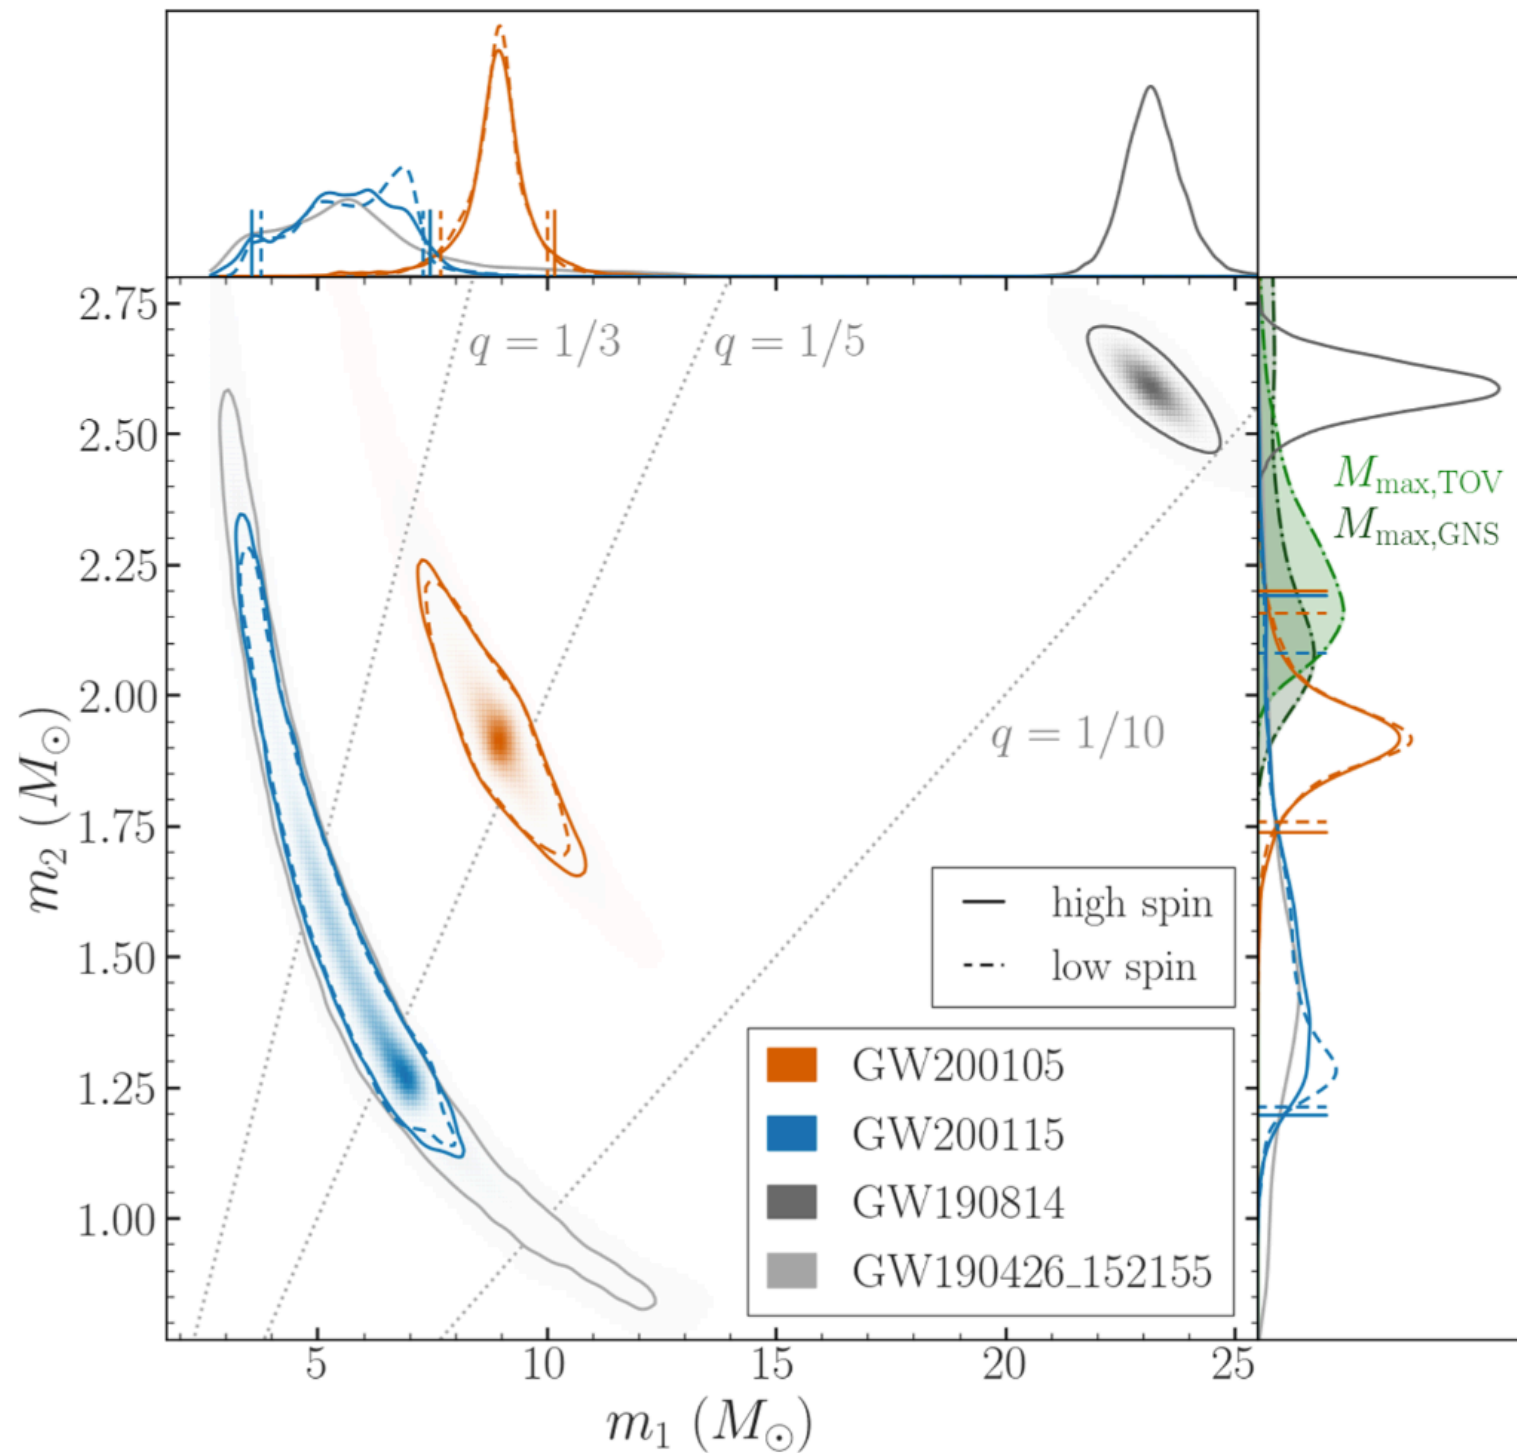 2.75
2.50
2.25
2.00
1.75
1.50
1.25
1.00
m₂ (M⊙)
5
10
15
20
25
m₁ (M⊙)
q = 1/3
q = 1/5
q = 1/10
M_max,TOV
M_max,GNS
high spin
low spin
GW200105
GW200115
GW190814
GW190426_152155